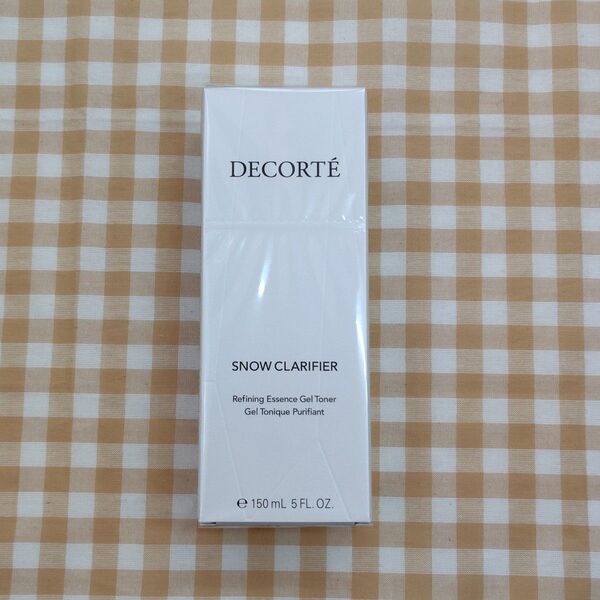 DECORTÉ
SNOW CLARIFIER
Refining Essence Gel Toner
Gel Tonique Purifiant
℮ 150 mL 5 FL. OZ.